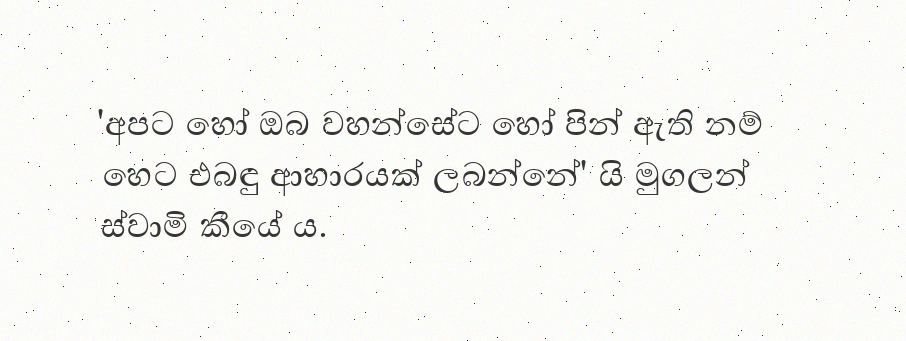 'අපට හෝ ඔබ වහන්සේට හෝ පින් ඇති නම්
හෙට එබඳු ආහාරයක් ලබන්නේ' යි මුගලන්
ස්වාමි කීයේ ය.